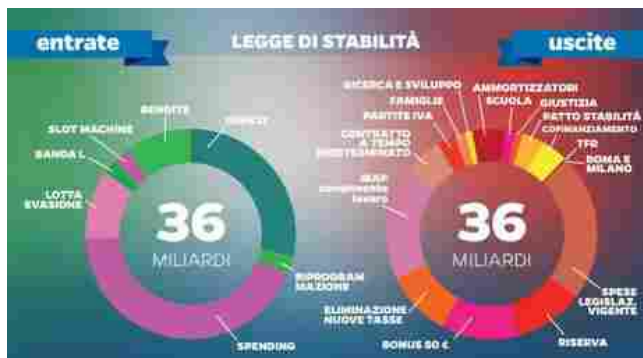 entrate
LEGGE DI STABILITÀ
uscite
RENDITE
SLOT MACHINE
BANDA L
LOTTA
EVASIONE
36
MILIARDI
RIPROGRAM
MAZIONE
SPENDING
RICERCA E SVILUPPO
FAMIGLIE
PARTITE IVA
CONTRATTO
A TEMPO
INDETERMINATO
IRAP
componente
lavoro
ELIMINAZIONE
NUOVE TASSE
BONUS 80 €
36
MILIARDI
AMMORTIZZATORI
SCUOLA
GIUSTIZIA
PATTO STABILITÀ
COFINANZIAMENTO
TFR
ROMA E
MILANO
SPESE
LEGISLAZ.
VIGENTE
RISERVA